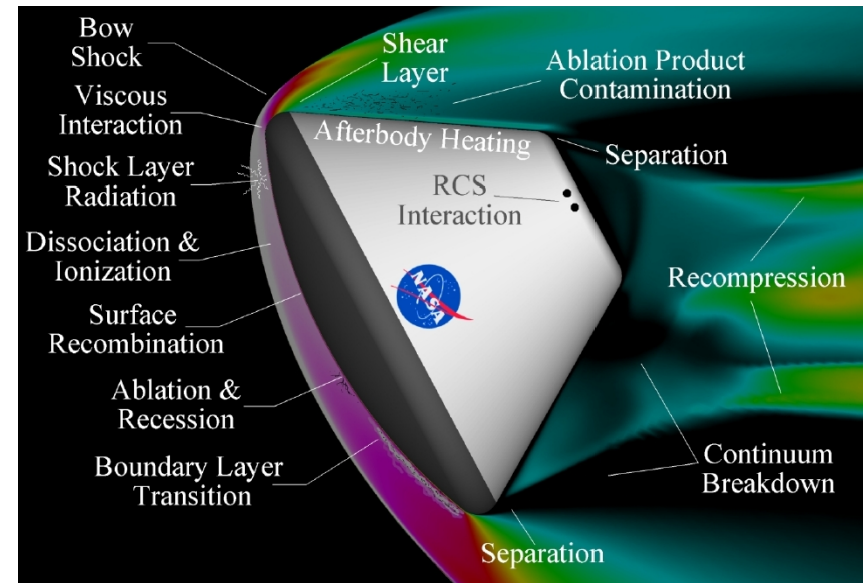 Bow
Shock
Viscous
Interaction
Shock Layer
Radiation
Dissociation &
Ionization
Surface
Recombination
Ablation &
Recession
Boundary Layer
Transition
Shear
Layer
Ablation Product
Contamination
Afterbody Heating
Separation
RCS
Interaction
NASA
Recompression
Continuum
Breakdown
Separation